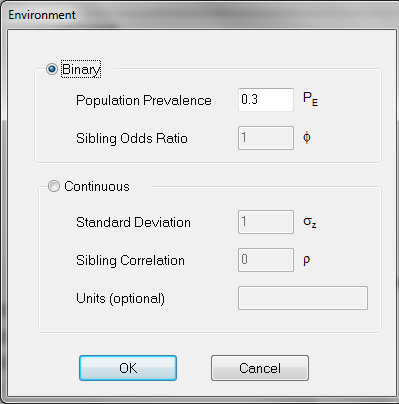 Environment
Binary
Population Prevalence 0.3 PE
Sibling Odds Ratio 1 ϕ
Continuous
Standard Deviation 1 σz
Sibling Correlation 0 ρ
Units (optional)
OK Cancel